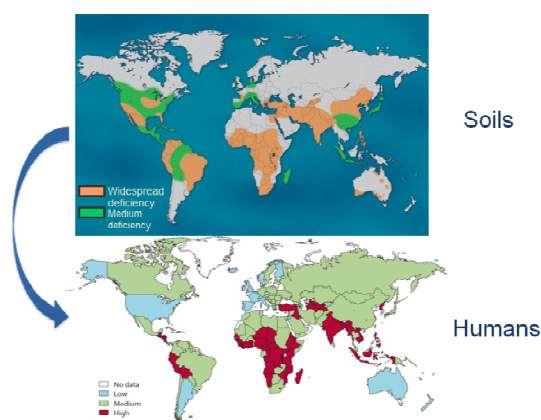 Soils
Widespread
deficiency
Medium
deficiency
Humans
No data
Low
Medium
High